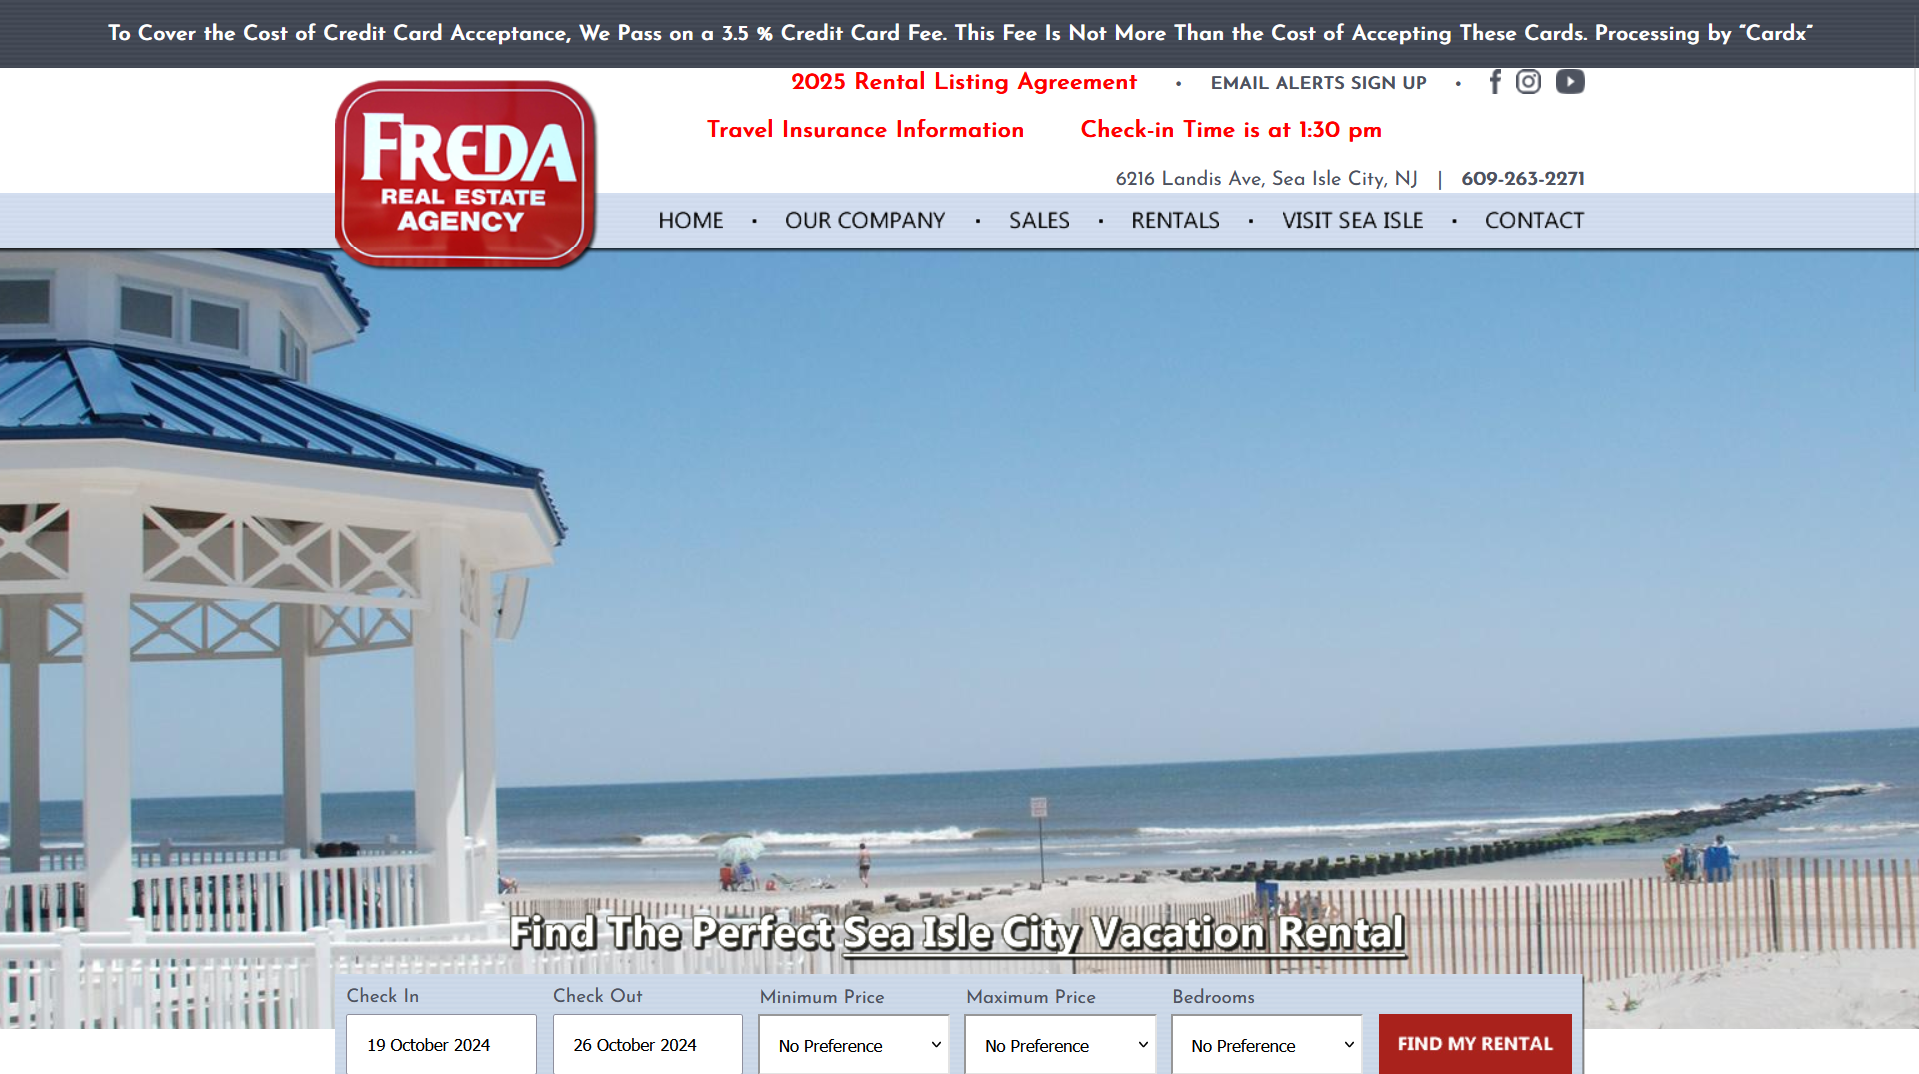 To Cover the Cost of Credit Card Acceptance, We Pass on a 3.5 % Credit Card Fee. This Fee Is Not More Than the Cost of Accepting These Cards. Processing by “Cardx”
2025 Rental Listing Agreement • EMAIL ALERTS SIGN UP •
Travel Insurance Information Check-in Time is at 1:30 pm
6216 Landis Ave, Sea Isle City, NJ | 609-263-2271
FREDA
REAL ESTATE
AGENCY
HOME • OUR COMPANY • SALES • RENTALS • VISIT SEA ISLE • CONTACT
Find The Perfect Sea Isle City Vacation Rental
Check In Check Out Minimum Price Maximum Price Bedrooms
19 October 2024 26 October 2024 No Preference No Preference No Preference FIND MY RENTAL